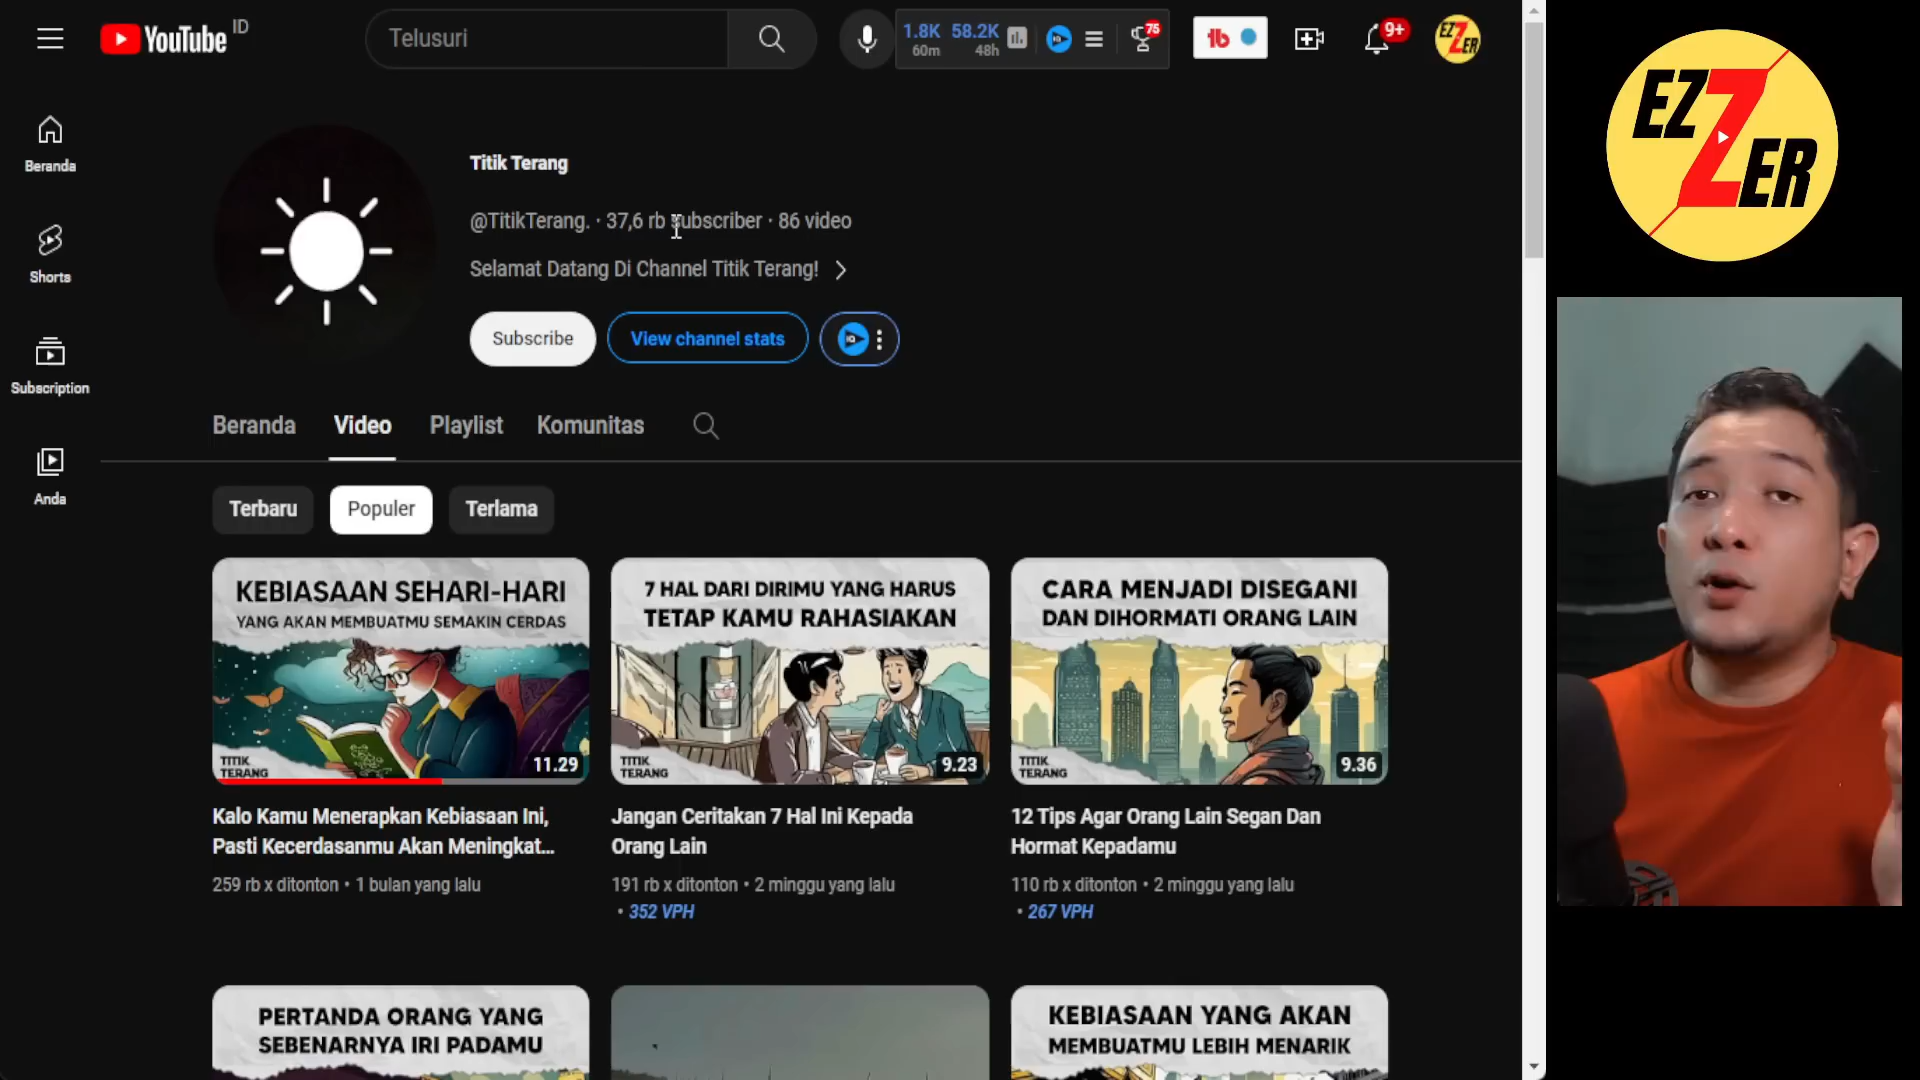 YouTube ID
Telusuri
1.8K 58.2K
60m 48h
75
9+
EZZER
EZZER
Beranda
Shorts
Subscription
Anda
Titik Terang
@TitikTerang. · 37,6 rb subscriber · 86 video
Selamat Datang Di Channel Titik Terang!
Subscribe
View channel stats
Beranda Video Playlist Komunitas
Terbaru Populer Terlama
KEBIASAAN SEHARI-HARI
YANG AKAN MEMBUATMU SEMAKIN CERDAS
TITIK
TERANG
11.29
Kalo Kamu Menerapkan Kebiasaan Ini,
Pasti Kecerdasanmu Akan Meningkat...
259 rb x ditonton • 1 bulan yang lalu
7 HAL DARI DIRIMU YANG HARUS
TETAP KAMU RAHASIAKAN
TITIK
TERANG
9.23
Jangan Ceritakan 7 Hal Ini Kepada
Orang Lain
191 rb x ditonton • 2 minggu yang lalu
• 352 VPH
CARA MENJADI DISEGANI
DAN DIHORMATI ORANG LAIN
TITIK
TERANG
9.36
12 Tips Agar Orang Lain Segan Dan
Hormat Kepadamu
110 rb x ditonton • 2 minggu yang lalu
• 267 VPH
PERTANDA ORANG YANG
SEBENARNYA IRI PADAMU
KEBIASAAN YANG AKAN
MEMBUATMU LEBIH MENARIK